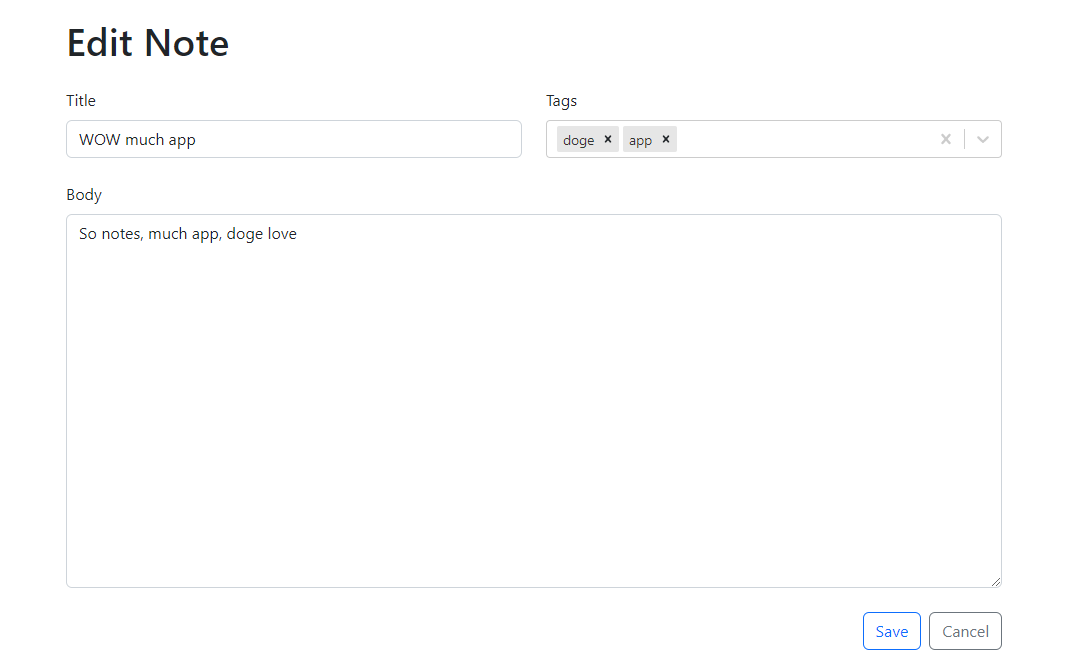 Edit Note
Title
Tags
WOW much app
doge × app ×
Body
So notes, much app, doge love
Save Cancel